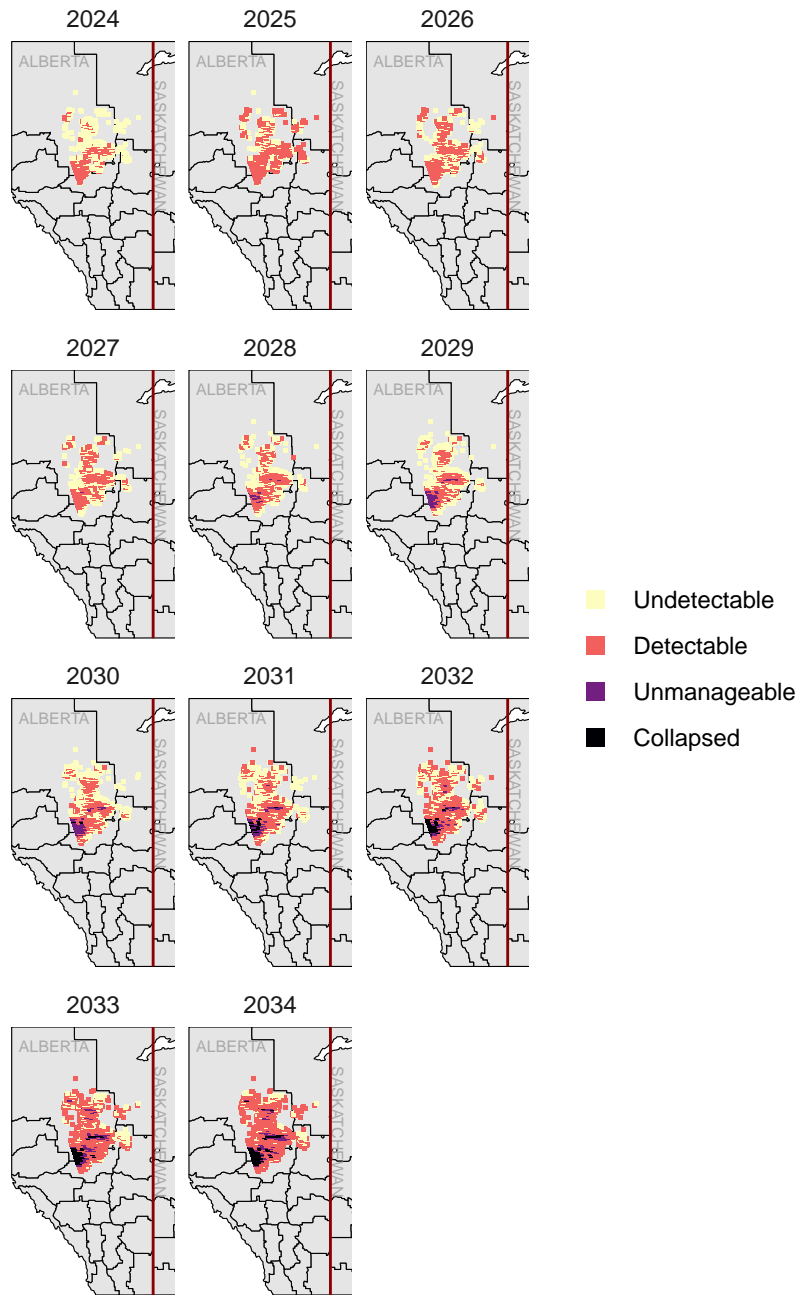 2024 2025 2026
ALBERTA ALBERTA ALBERTA
SASKATCHEWAN SASKATCHEWAN SASKATCHEWAN
2027 2028 2029
ALBERTA ALBERTA ALBERTA
SASKATCHEWAN SASKATCHEWAN SASKATCHEWAN
Undetectable
Detectable
Unmanageable
Collapsed
2030 2031 2032
ALBERTA ALBERTA ALBERTA
SASKATCHEWAN SASKATCHEWAN SASKATCHEWAN
2033 2034
ALBERTA ALBERTA
SASKATCHEWAN SASKATCHEWAN